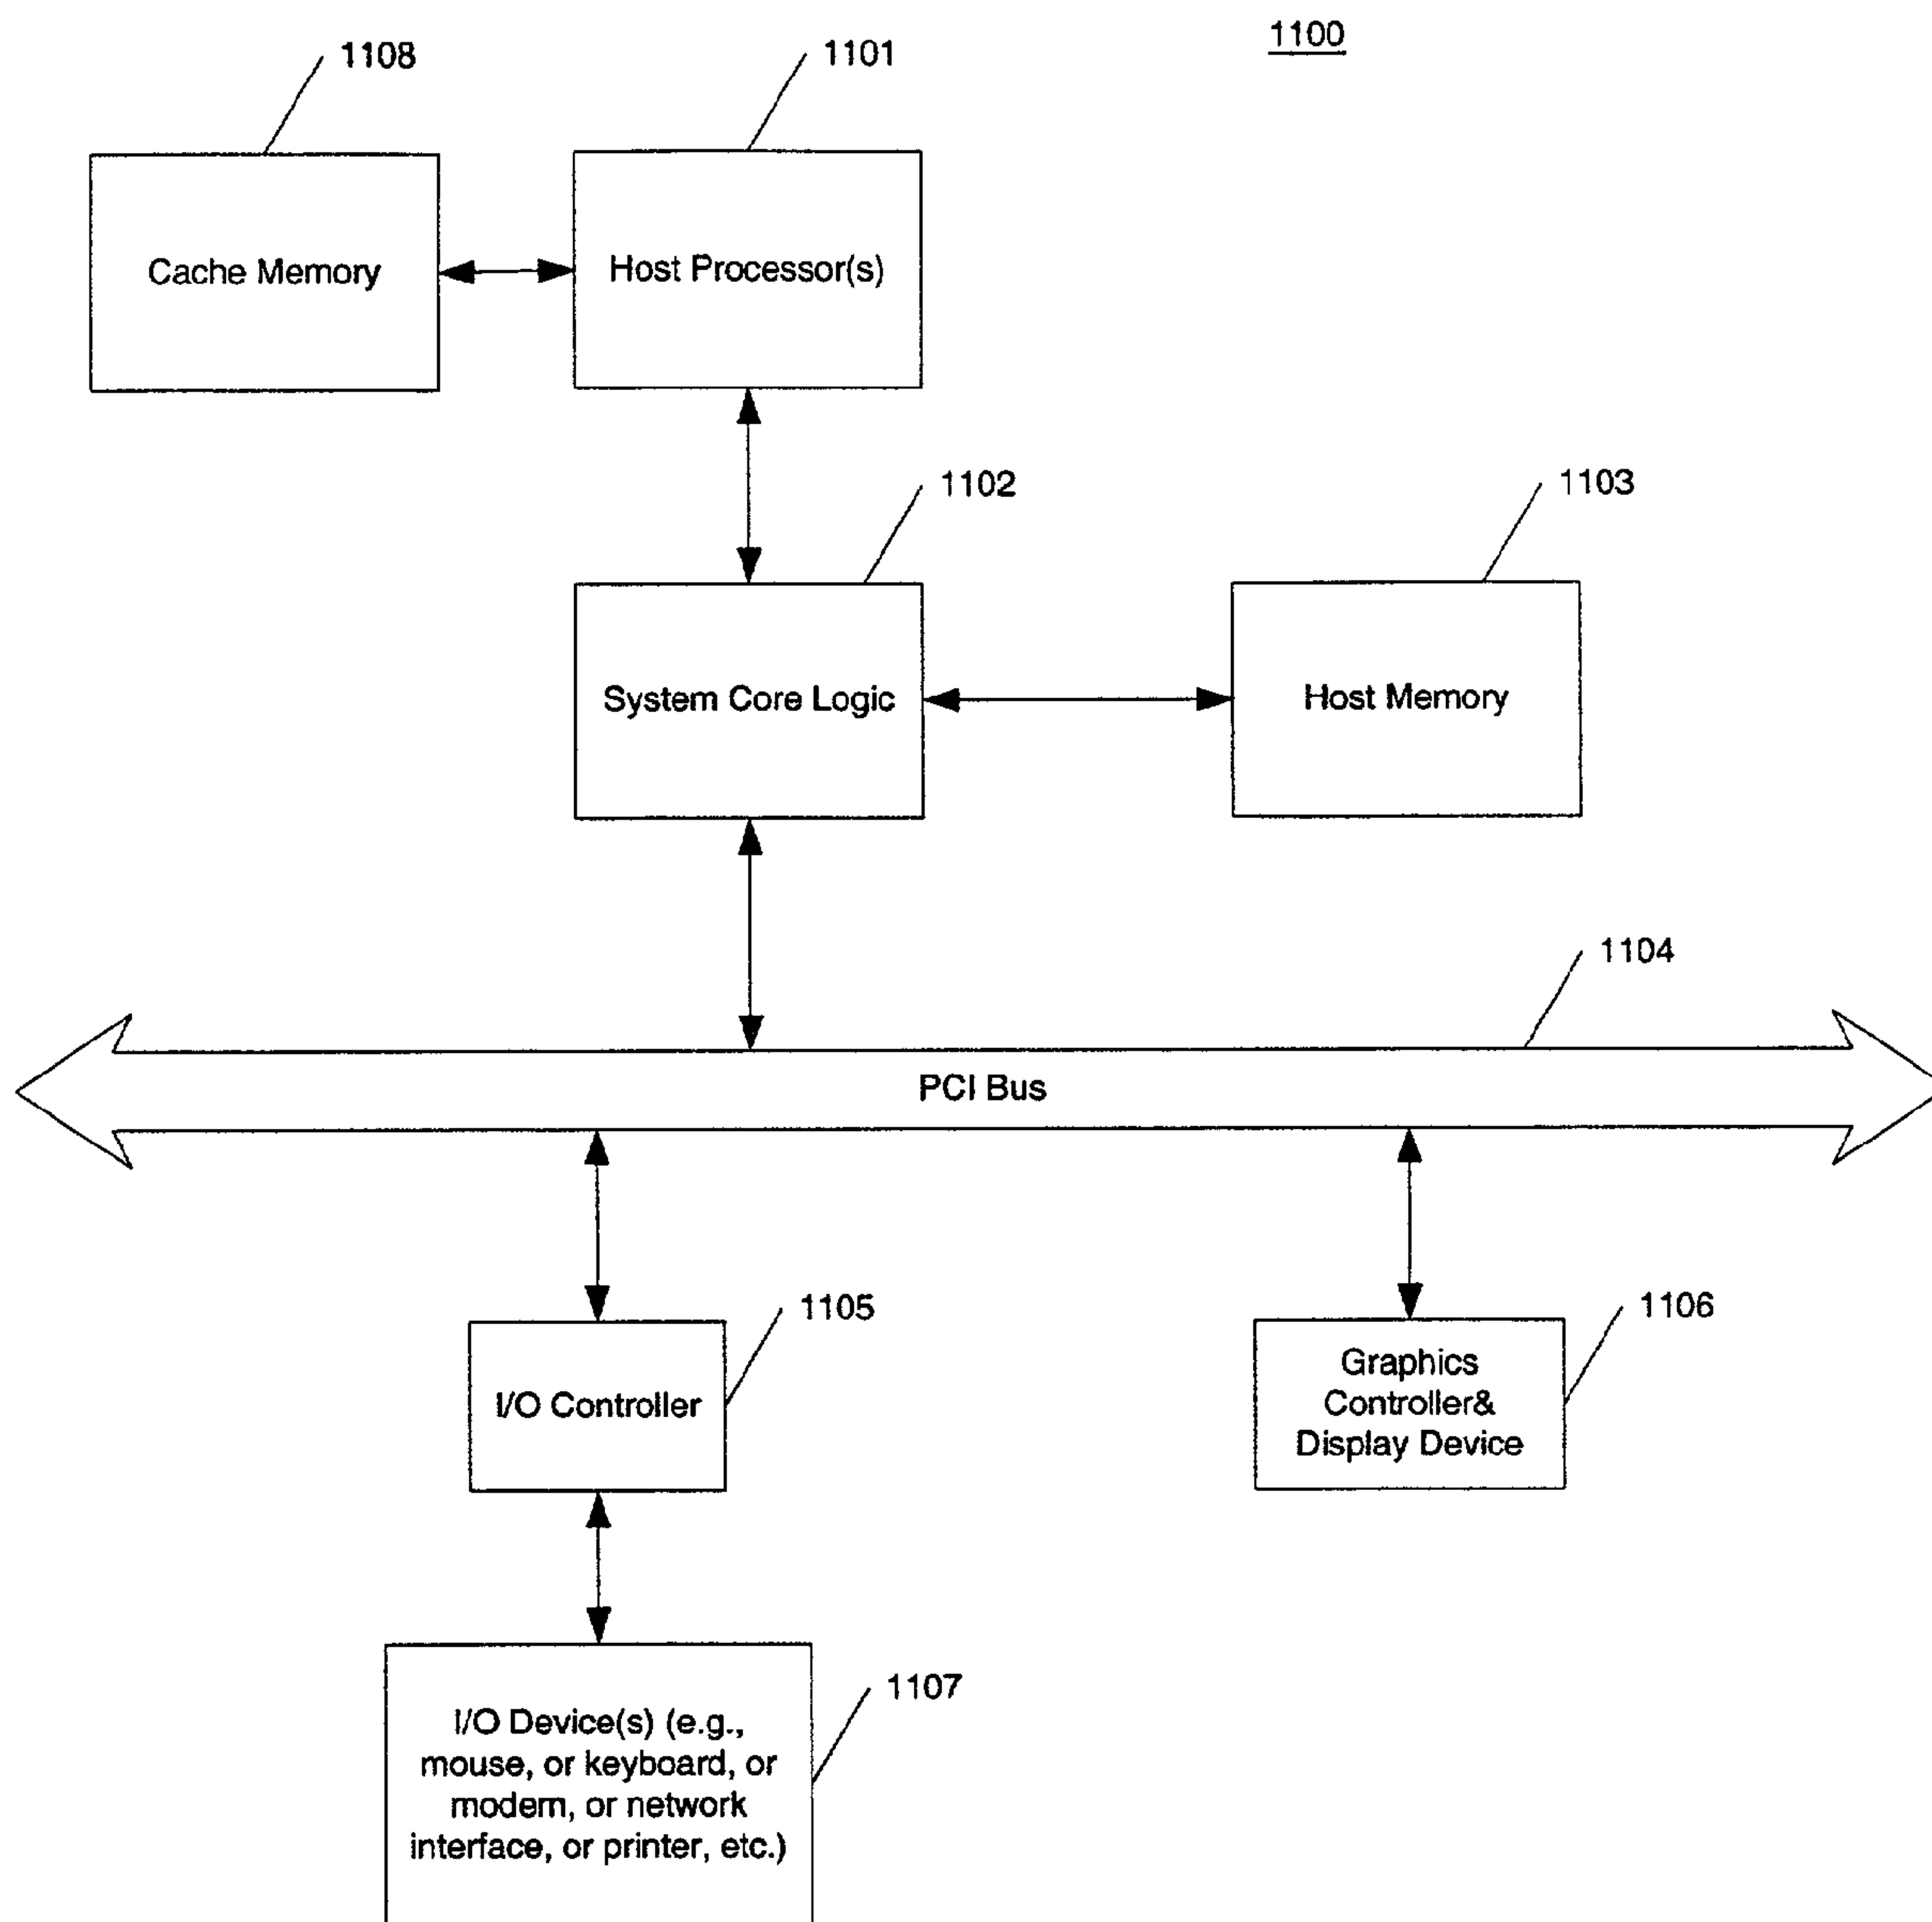 1100
1108
1101
Cache Memory
Host Processor(s)
1102
1103
System Core Logic
Host Memory
1104
PCI Bus
1105
1106
I/O Controller
Graphics
Controller&
Display Device
1107
I/O Device(s) (e.g.,
mouse, or keyboard, or
modem, or network
interface, or printer, etc.)